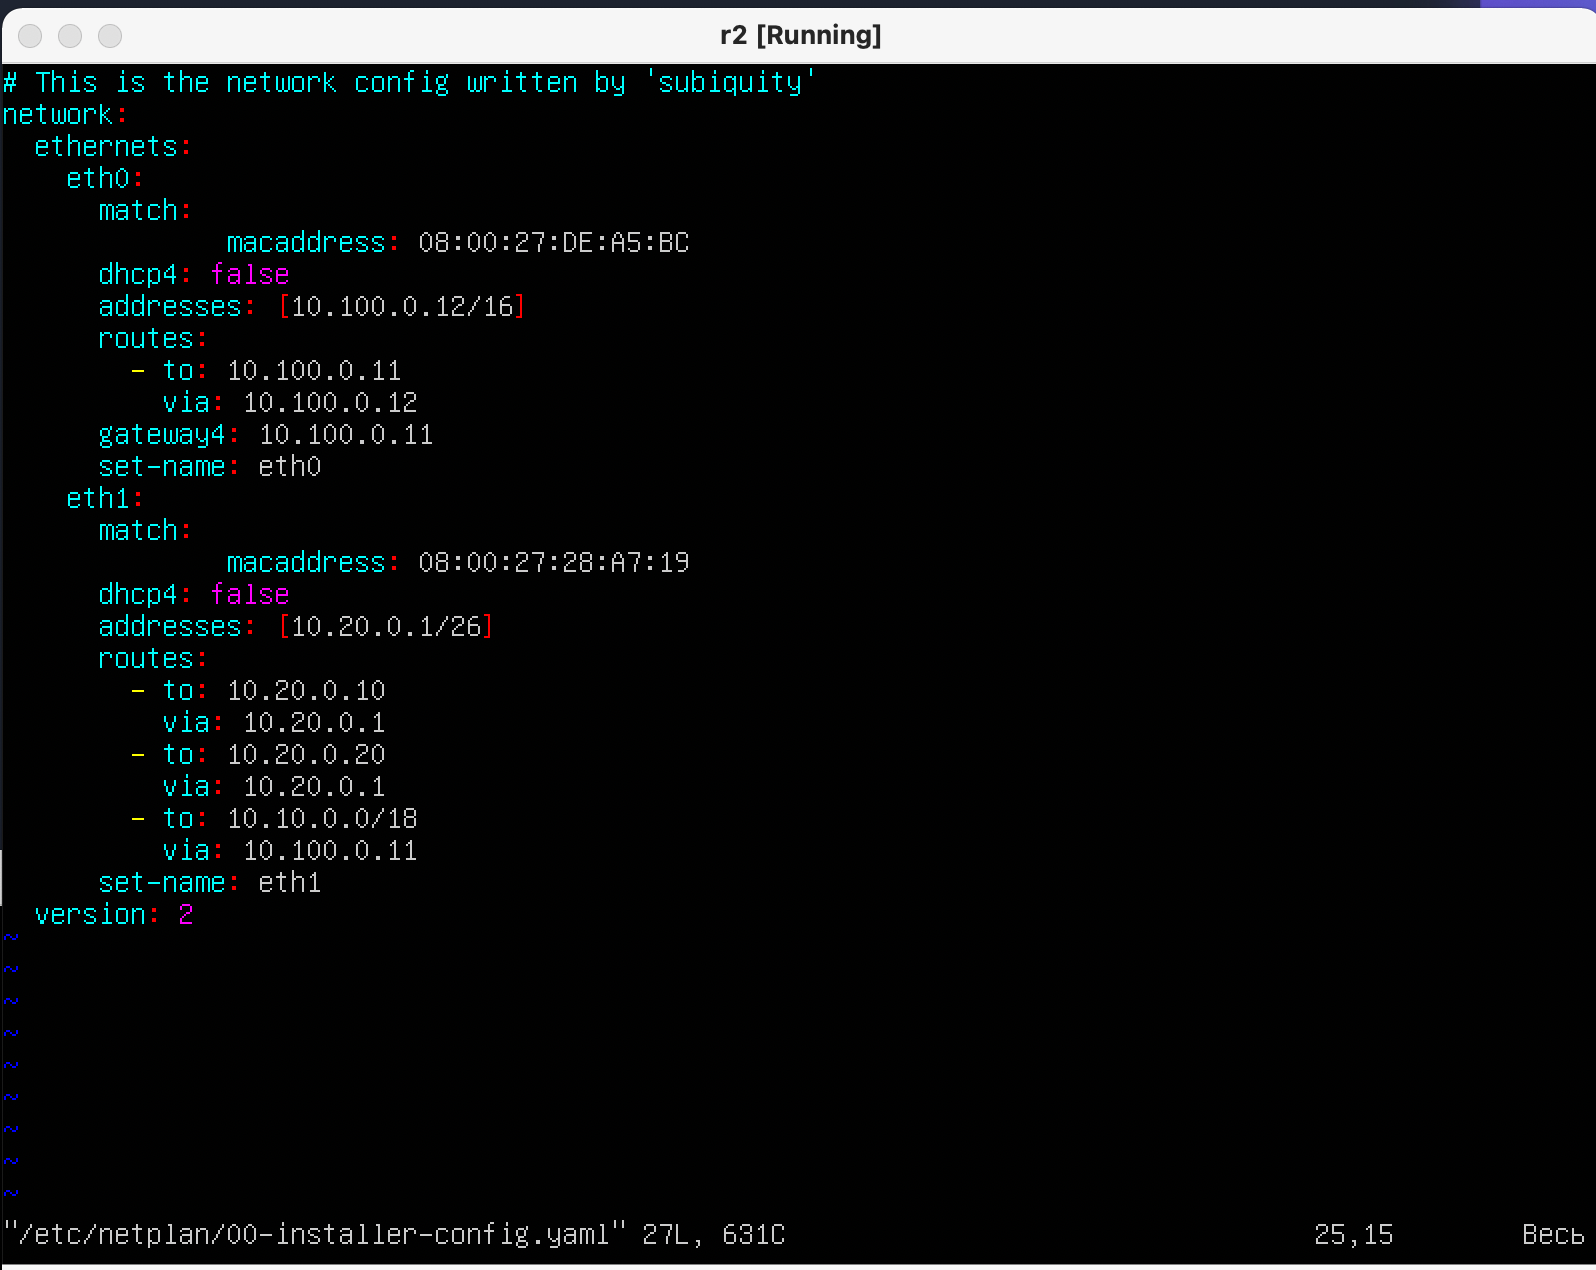 r2 [Running]
# This is the network config written by 'subiquity'
network:
  ethernets:
    eth0:
      match:
              macaddress: 08:00:27:DE:A5:BC
      dhcp4: false
      addresses: [10.100.0.12/16]
      routes:
        - to: 10.100.0.11
          via: 10.100.0.12
      gateway4: 10.100.0.11
      set-name: eth0
    eth1:
      match:
              macaddress: 08:00:27:28:A7:19
      dhcp4: false
      addresses: [10.20.0.1/26]
      routes:
        - to: 10.20.0.10
          via: 10.20.0.1
        - to: 10.20.0.20
          via: 10.20.0.1
        - to: 10.10.0.0/18
          via: 10.100.0.11
      set-name: eth1
  version: 2
~
~
~
~
~
~
~
~
~
"/etc/netplan/00-installer-config.yaml" 27L, 631C 25,15 Весь